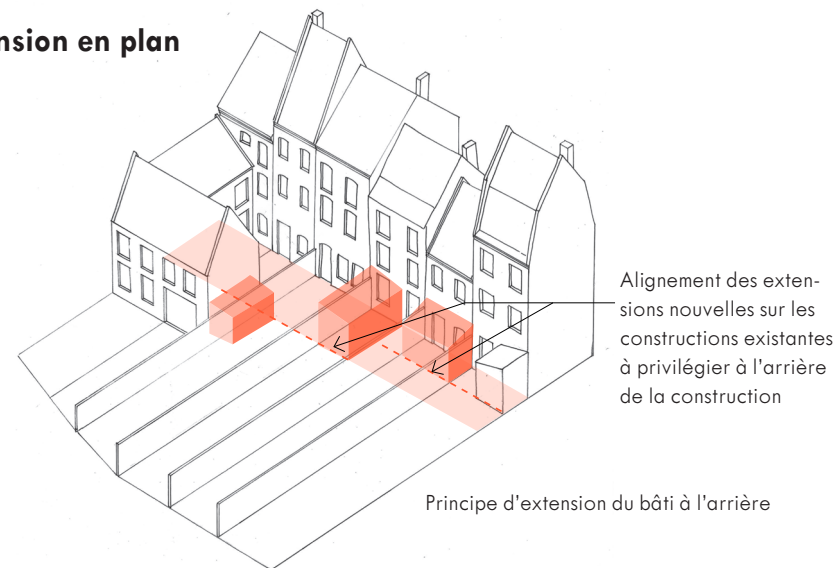 nsion en plan
Alignement des exten-
sions nouvelles sur les
constructions existantes
à privilégier à l'arrière
de la construction
Principe d'extension du bâti à l'arrière